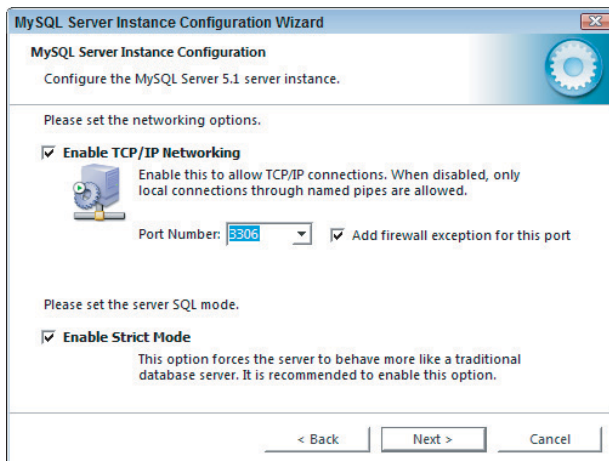 MySQL Server Instance Configuration Wizard
MySQL Server Instance Configuration
Configure the MySQL Server 5.1 server instance.
Please set the networking options.
Enable TCP/IP Networking
Enable this to allow TCP/IP connections. When disabled, only
local connections through named pipes are allowed.
Port Number: 3306 Add firewall exception for this port
Please set the server SQL mode.
Enable Strict Mode
This option forces the server to behave more like a traditional
database server. It is recommended to enable this option.
< Back Next > Cancel